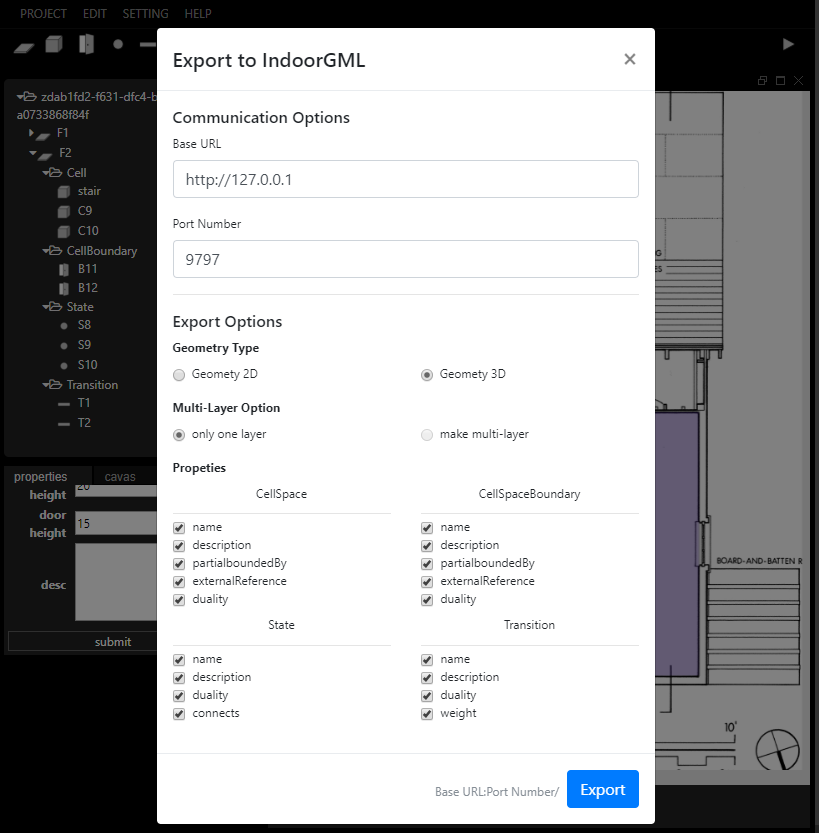 PROJECT EDIT SETTING HELP
Export to IndoorGML ×
Communication Options
Base URL
http://127.0.0.1
Port Number
9797
Export Options
Geometry Type
Geomety 2D Geomety 3D
Multi-Layer Option
only one layer make multi-layer
Propeties
CellSpace CellSpaceBoundary
name name
description description
partialboundedBy partialboundedBy
externalReference externalReference
duality duality
State Transition
name name
description description
duality duality
connects weight
Base URL:Port Number/ Export
zdab1fd2-f631-dfc4-b
a0733868f84f
F1
F2
Cell
stair
C9
C10
CellBoundary
B11
B12
State
S8
S9
S10
Transition
T1
T2
properties cavas
height 20
door
height 15
desc
submit
BOARD-AND-BATTEN R
10'